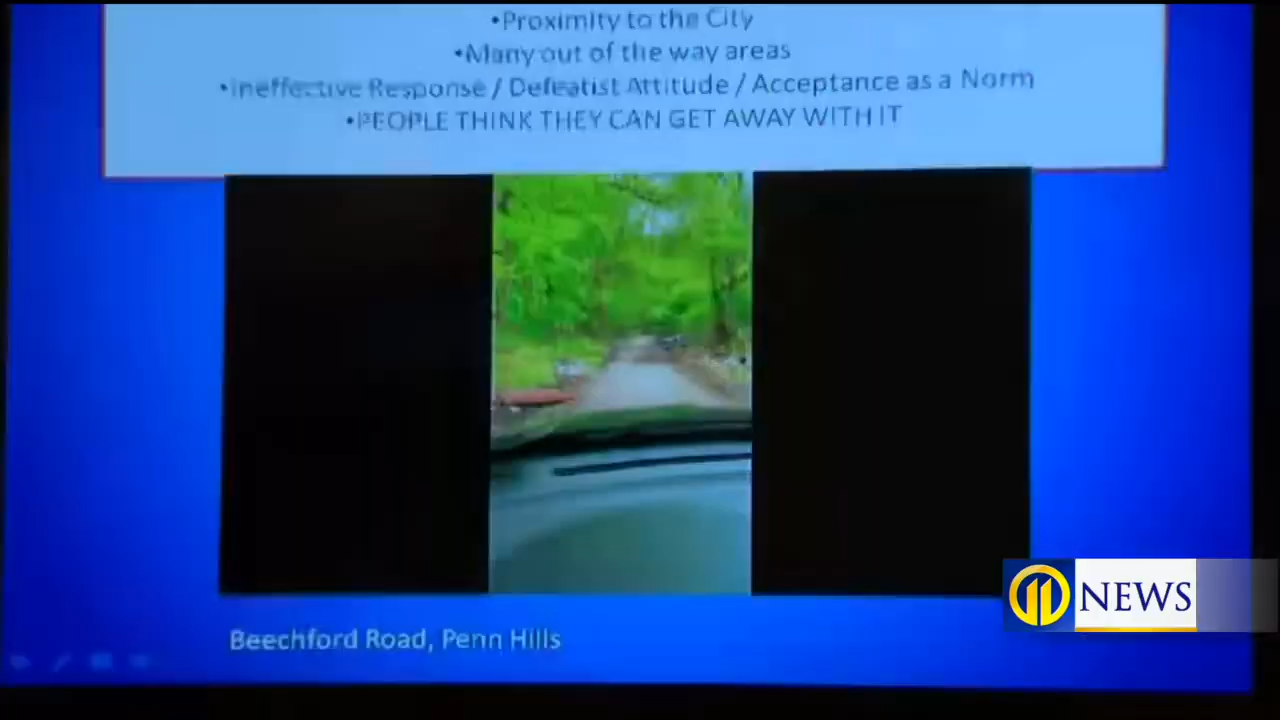 •Proximity to the City
•Many out of the way areas
•Ineffective Response / Defeatist Attitude / Acceptance as a Norm
•PEOPLE THINK THEY CAN GET AWAY WITH IT
11 NEWS
Beechford Road, Penn Hills